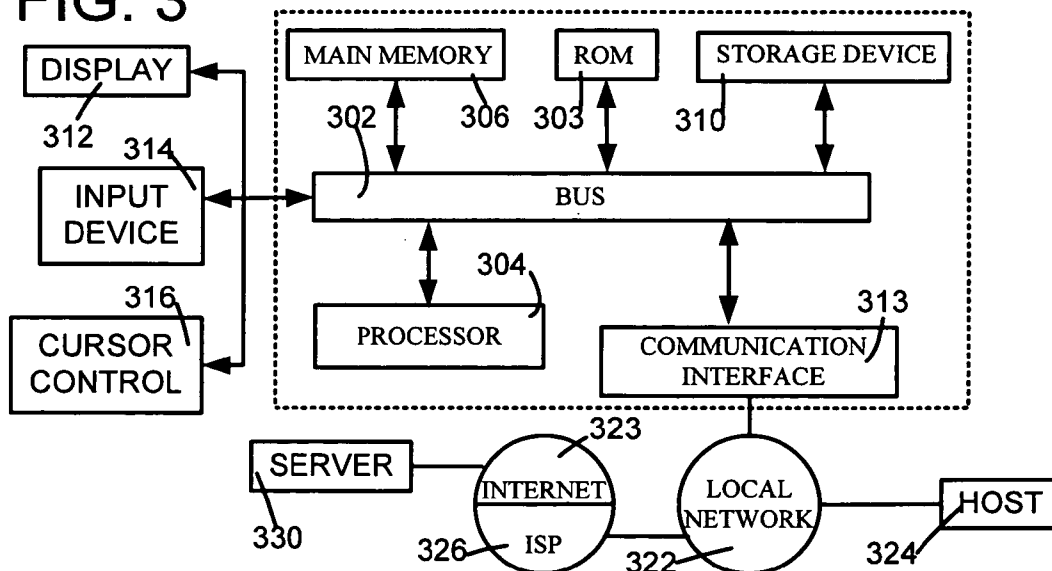 FIG. 3
DISPLAY
312
MAIN MEMORY
306
ROM
303
STORAGE DEVICE
310
302
BUS
314
INPUT
DEVICE
304
PROCESSOR
316
CURSOR
CONTROL
313
COMMUNICATION
INTERFACE
SERVER
330
323
INTERNET
326
ISP
LOCAL
NETWORK
322
HOST
324